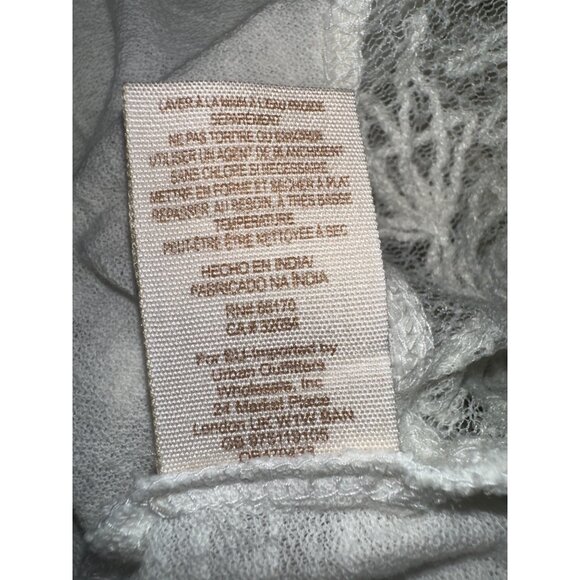 LAVER À LA MAIN À L'EAU FROIDE
SÉPARÉMENT
NE PAS TORDRE OU ESSORER
UTILISER UN AGENT DE BLANCHIMENT
SANS CHLORE SI NECESSAIRE
METTRE EN FORME ET SÉCHER À PLAT
REPASSER AU BESOIN, À TRÈS BASSE
TEMPÉRATURE
PEUT-ÊTRE ÊTRE NETTOYÉE À SEC
HECHO EN INDIA/
FABRICADO NA INDIA
RN# 66170
CA #
For EU-Imported by
Urban Outfitters
Wholesale, Inc
24 Market Place
London UK W1W 8AN
GB 975119105